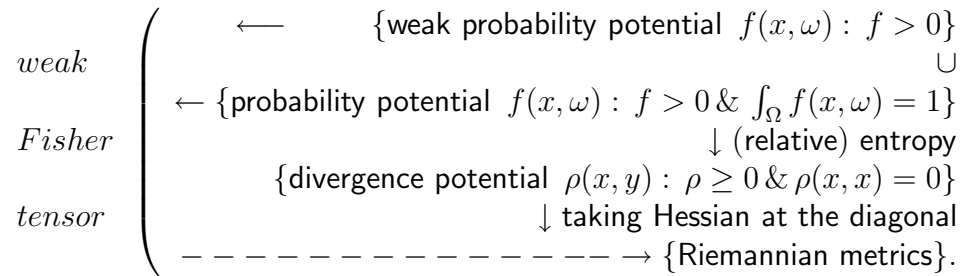 ⟵ {weak probability potential f(x, ω) : f > 0}
weak ∪
← {probability potential f(x, ω) : f > 0 & ∫_Ω f(x, ω) = 1}
Fisher ↓ (relative) entropy
{divergence potential ρ(x, y) : ρ ≥ 0 & ρ(x, x) = 0}
tensor ↓ taking Hessian at the diagonal
− − − − − − − − − − − − − − → {Riemannian metrics}.